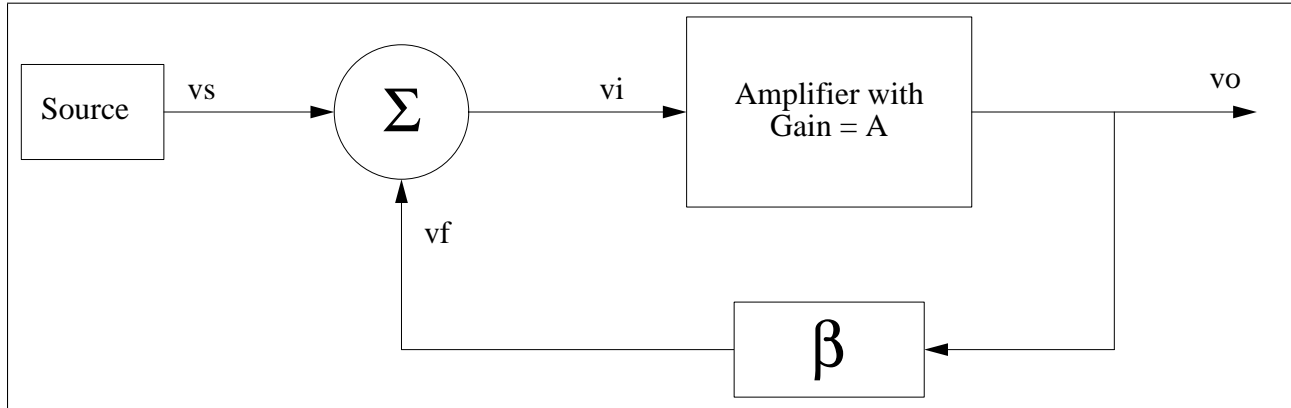 Source
vs
Σ
vi
Amplifier with
Gain = A
vo
vf
β